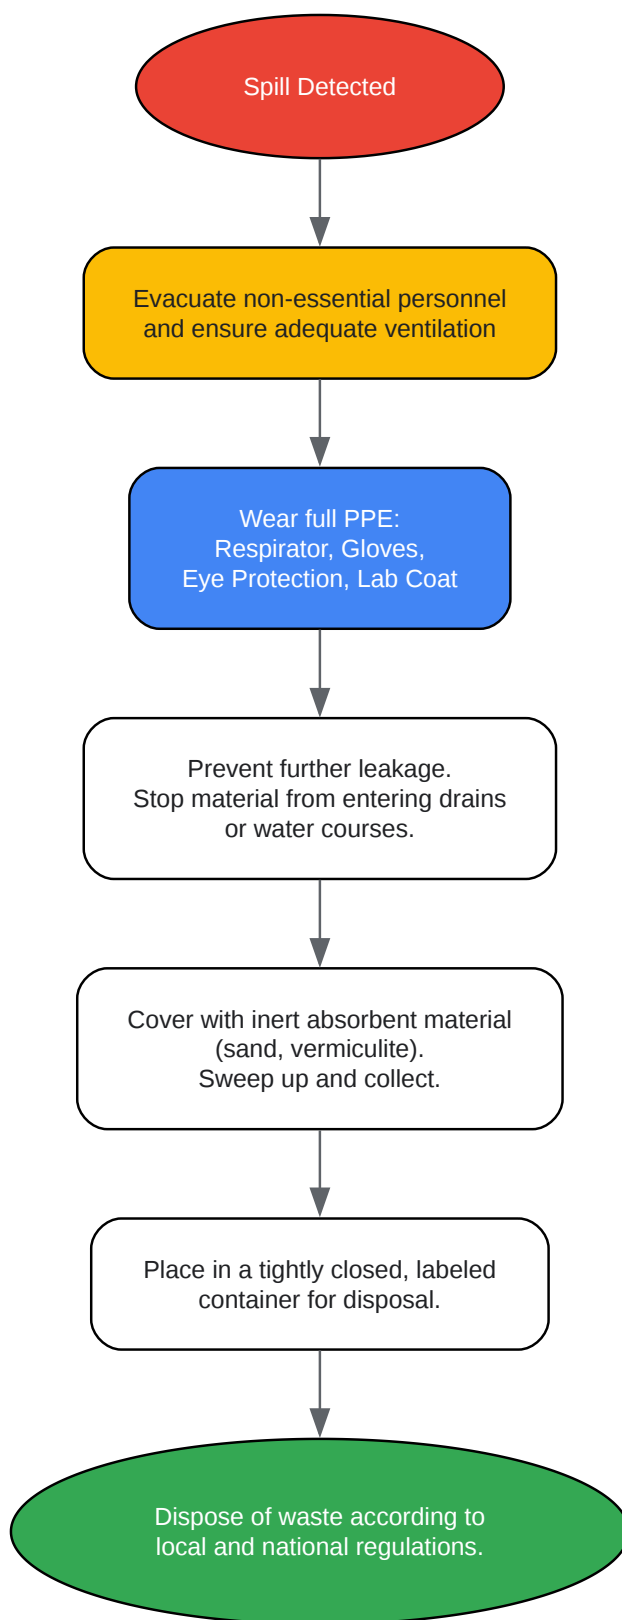 Spill Detected
Evacuate non-essential personnel
and ensure adequate ventilation
Wear full PPE:
Respirator, Gloves,
Eye Protection, Lab Coat
Prevent further leakage.
Stop material from entering drains
or water courses.
Cover with inert absorbent material
(sand, vermiculite).
Sweep up and collect.
Place in a tightly closed, labeled
container for disposal.
Dispose of waste according to
local and national regulations.